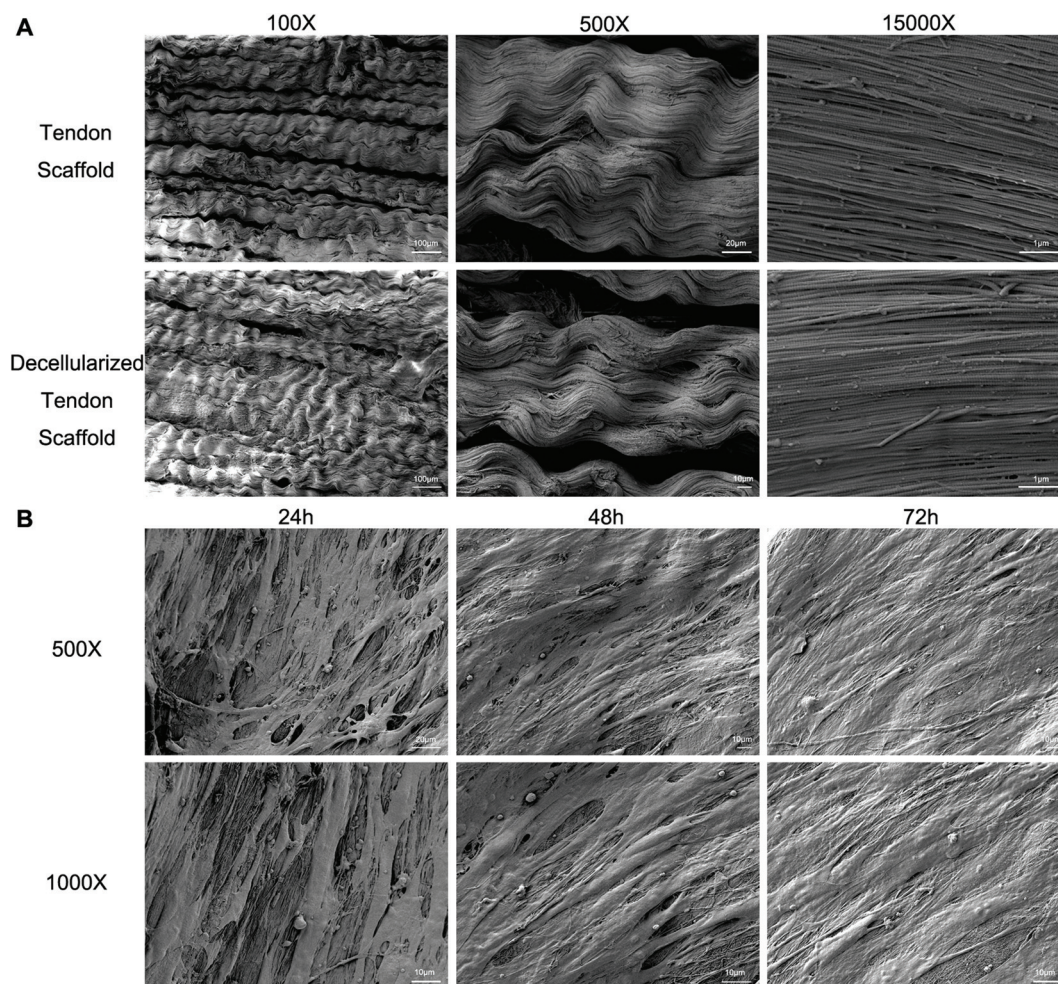 A
100X
500X
15000X
Tendon
Scaffold
100μm
20μm
1μm
Decellularized
Tendon
Scaffold
100μm
10μm
1μm
B
24h
48h
72h
500X
20μm
10μm
10μm
1000X
10μm
10μm
10μm